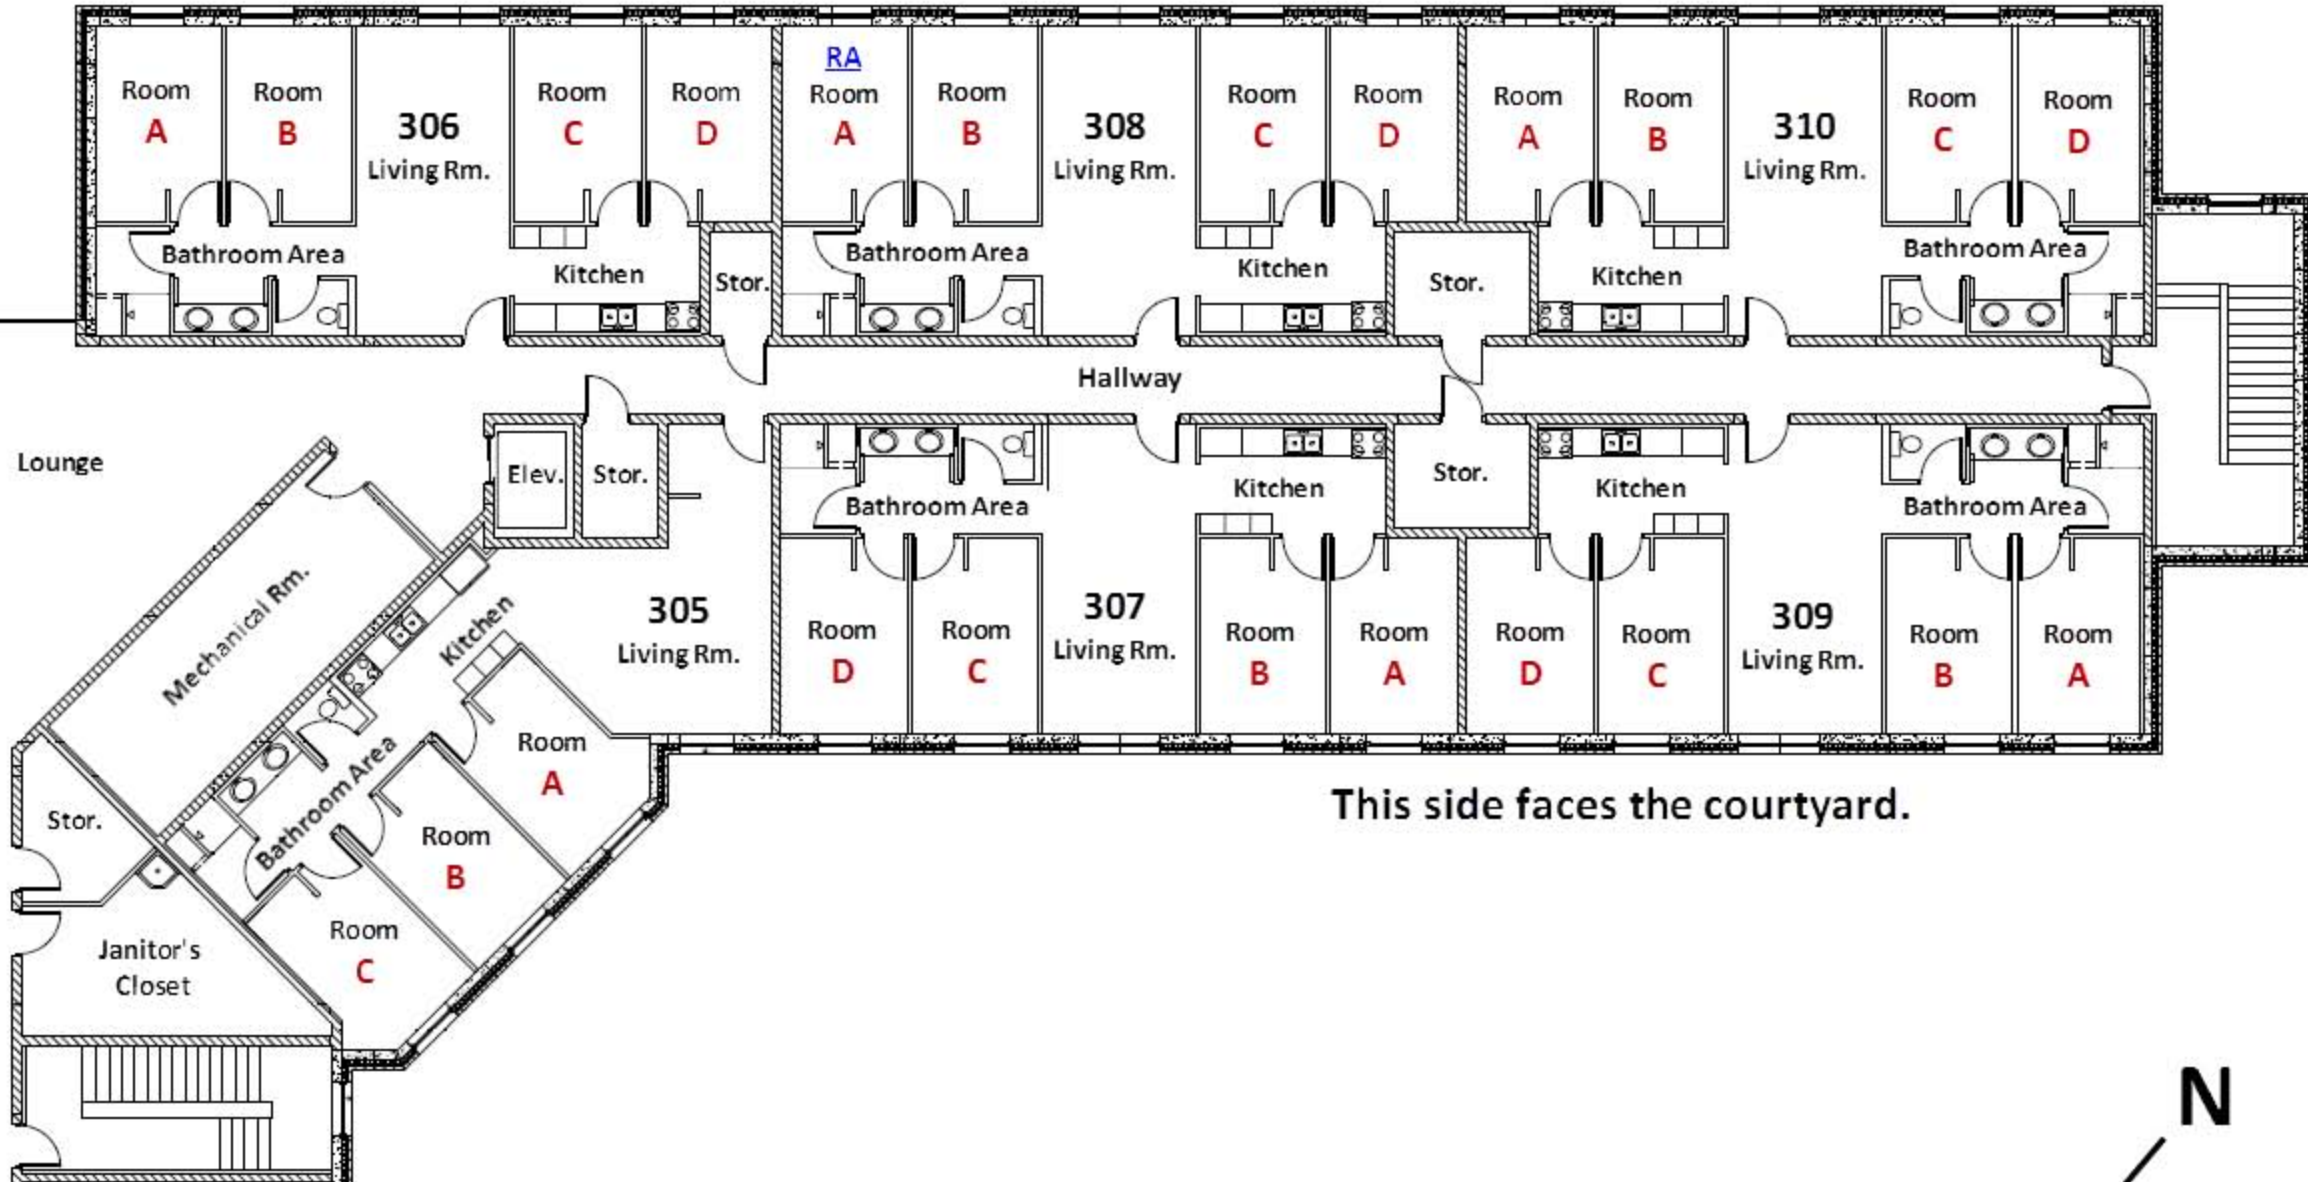 RA
Room
A
Room
B
306
Living Rm.
Room
C
Room
D
Room
A
Room
B
308
Living Rm.
Room
C
Room
D
Room
A
Room
B
310
Living Rm.
Room
C
Room
D
Bathroom Area
Kitchen
Stor.
Bathroom Area
Kitchen
Stor.
Kitchen
Bathroom Area
Hallway
Lounge
Elev.
Stor.
Bathroom Area
Kitchen
Stor.
Kitchen
Bathroom Area
Mechanical Rm.
Kitchen
305
Living Rm.
Room
D
Room
C
307
Living Rm.
Room
B
Room
A
Room
D
Room
C
309
Living Rm.
Room
B
Room
A
Room
A
Bathroom Area
Stor.
Room
B
Room
C
Janitor's
Closet
This side faces the courtyard.
N